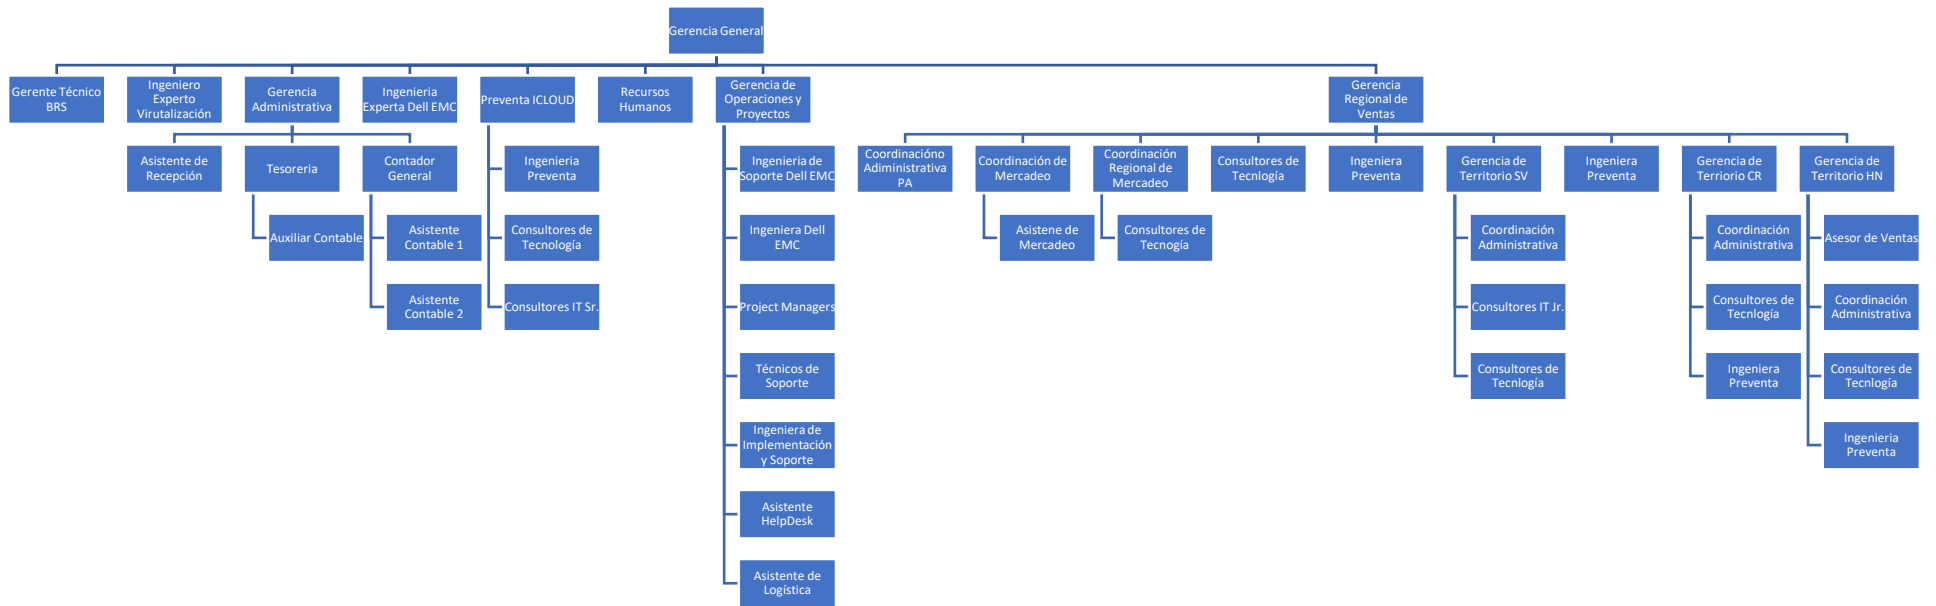 Gerencia General
Gerente Técnico
BRS
Ingeniero
Experto
Virutalización
Gerencia
Administrativa
Ingenieria
Experta Dell EMC
Preventa ICLOUD
Recursos
Humanos
Gerencia de
Operaciones y
Proyectos
Gerencia
Regional de
Ventas
Asistente de
Recepción
Tesoreria
Contador
General
Ingenieria
Preventa
Ingenieria de
Soporte Dell EMC
Coordinacióno
Adiministrativa
PA
Coordinación de
Mercadeo
Coordinación
Regional de
Mercadeo
Consultores de
Tecnlogía
Ingeniera
Preventa
Gerencia de
Territorio SV
Ingeniera
Preventa
Gerencia de
Terriorio CR
Gerencia de
Territorio HN
Auxiliar Contable
Asistente
Contable 1
Consultores de
Tecnología
Ingeniera Dell
EMC
Asistene de
Mercadeo
Consultores de
Tecnogía
Coordinación
Administrativa
Coordinación
Administrativa
Asesor de Ventas
Asistente
Contable 2
Consultores IT Sr.
Project Managers
Consultores IT Jr.
Consultores de
Tecnlogía
Coordinación
Administrativa
Técnicos de
Soporte
Consultores de
Tecnlogía
Ingeniera
Preventa
Consultores de
Tecnlogía
Ingeniera de
Implementación
y Soporte
Ingenieria
Preventa
Asistente
HelpDesk
Asistente de
Logística